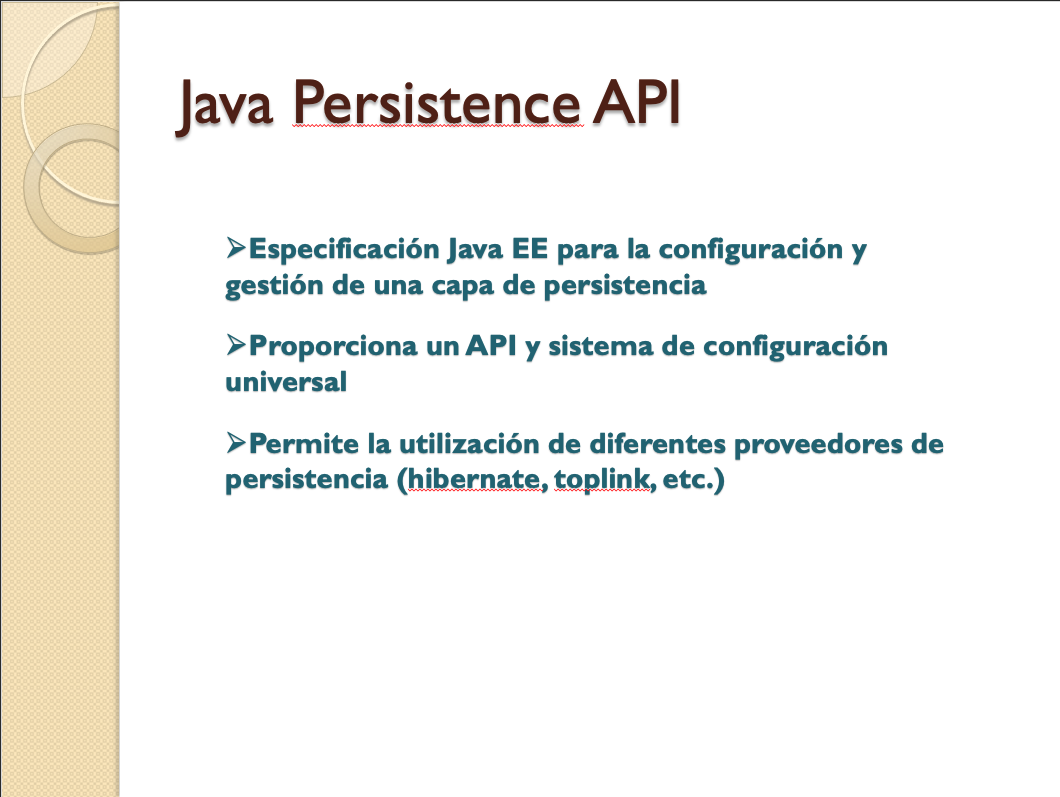 Java Persistence API
➢Especificación Java EE para la configuración y
gestión de una capa de persistencia
➢Proporciona un API y sistema de configuración
universal
➢Permite la utilización de diferentes proveedores de
persistencia (hibernate, toplink, etc.)